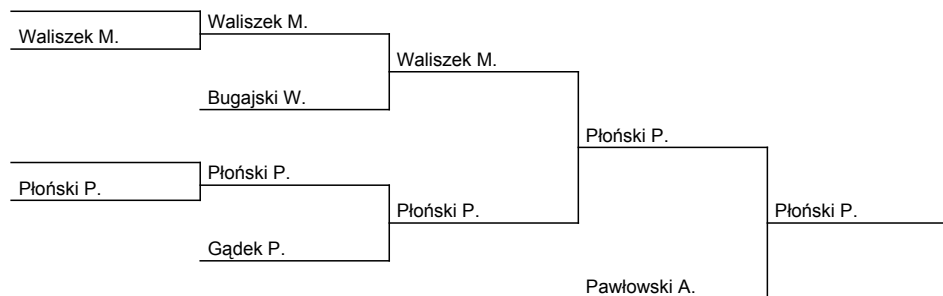 Waliszek M.
Waliszek M.
Waliszek M.
Bugajski W.
Płoński P.
Płoński P.
Płoński P.
Płoński P.
Płoński P.
Gądek P.
Pawłowski A.